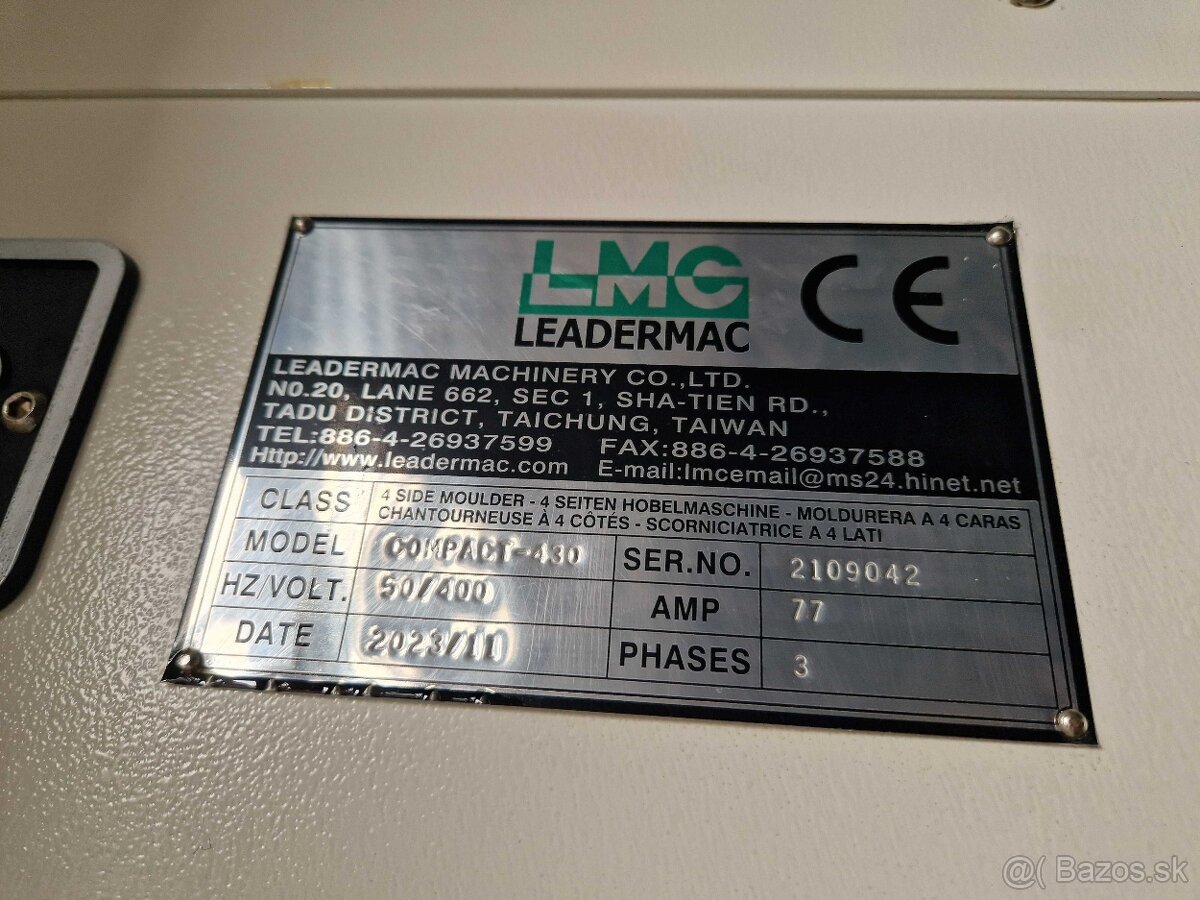 LMC
LEADERMAC
CE
LEADERMAC MACHINERY CO.,LTD.
NO.20, LANE 662, SEC 1, SHA-TIEN RD.,
TADU DISTRICT, TAICHUNG, TAIWAN
TEL:886-4-26937599 FAX:886-4-26937588
Http://www.leadermac.com E-mail:lmcemail@ms24.hinet.net
CLASS 4 SIDE MOULDER - 4 SEITEN HOBELMASCHINE - MOLDURERA A 4 CARAS
CHANTOURNEUSE À 4 CÔTÉS - SCORNICIATRICE A 4 LATI
MODEL COMPACT-430 SER.NO. 2109042
HZ/VOLT. 50/400 AMP 77
DATE 2023/11 PHASES 3
@( Bazos.sk